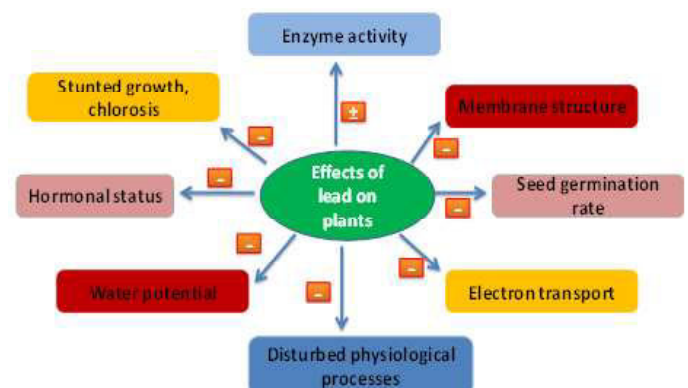 Enzyme activity
Stunted growth,
chlorosis
±
Membrane structure
–
–
Effects of
lead on
plants
Hormonal status
–
Seed germination
rate
–
–
Water potential
–
–
Electron transport
Disturbed physiological
processes